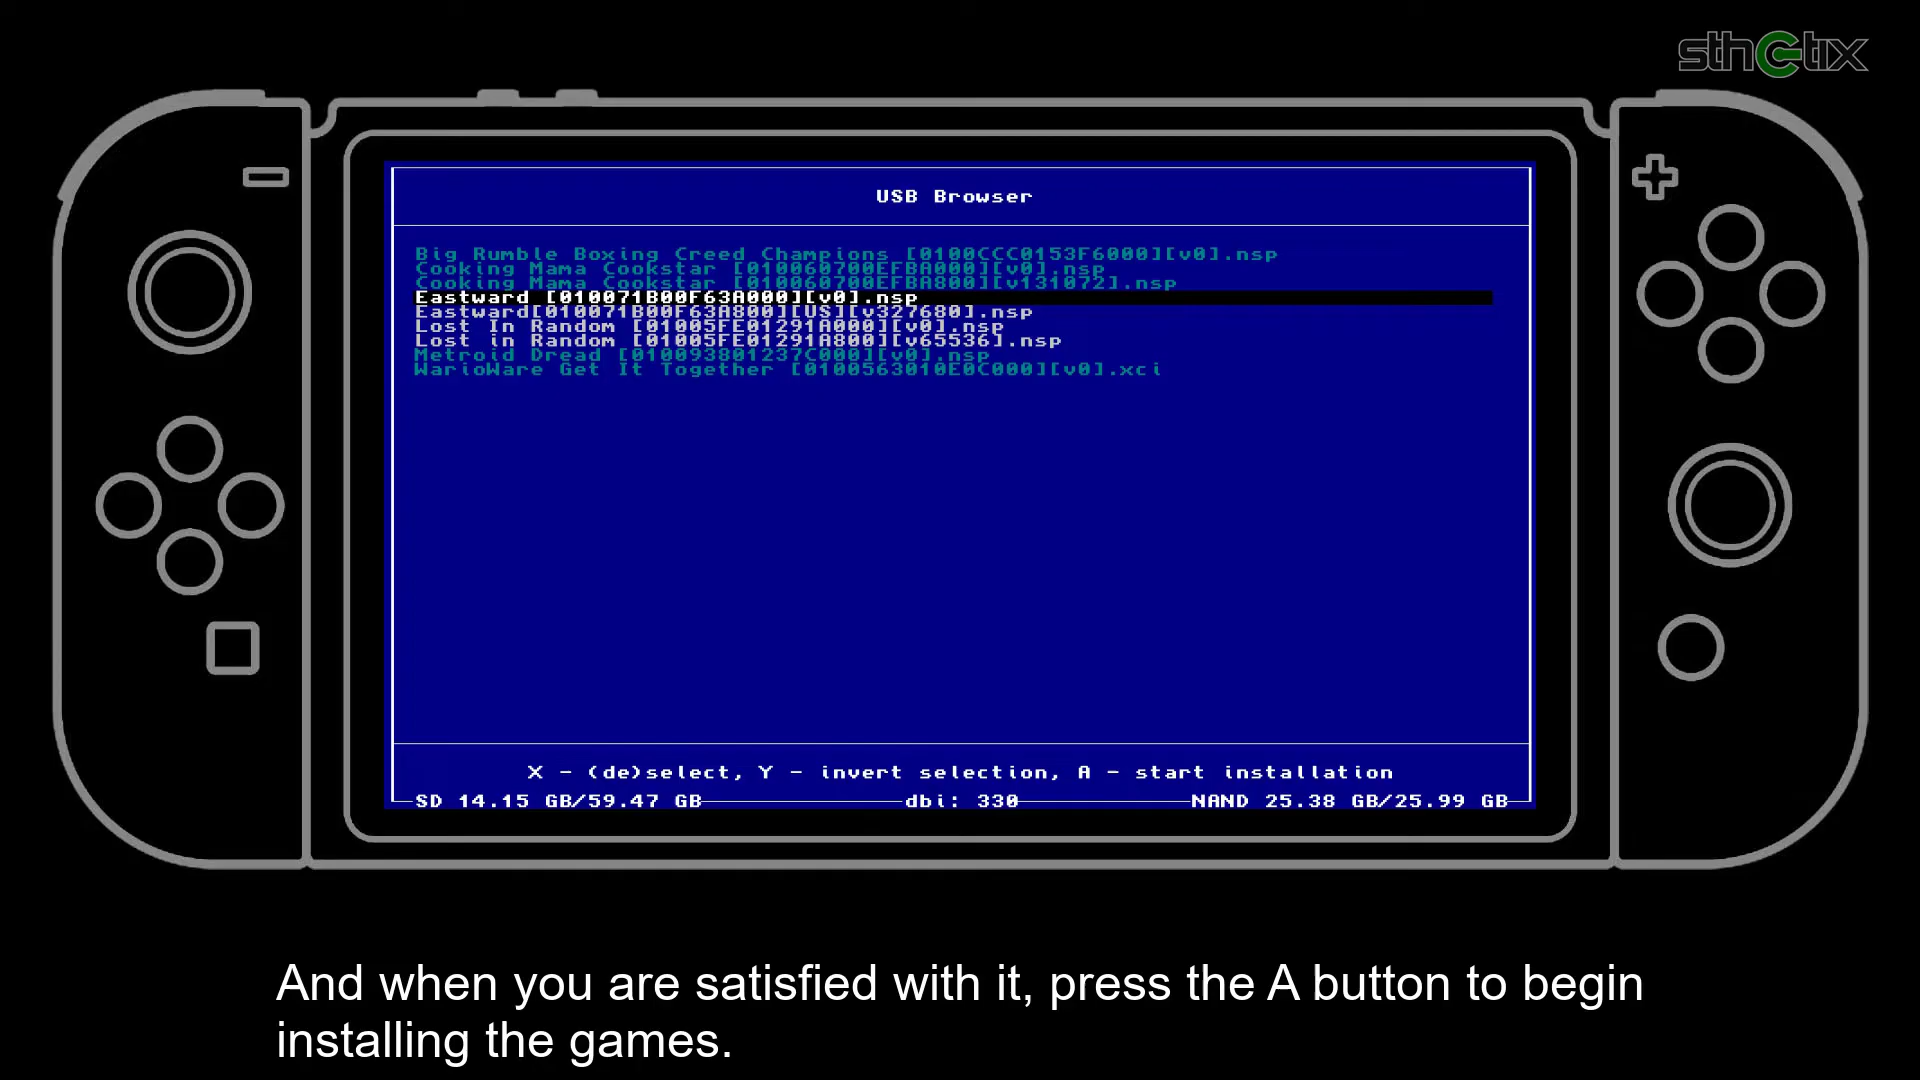 sthetix
USB Browser
Big Rumble Boxing Creed Champions [0100CCC0153F6000][v0].nsp
Cooking Mama Cookstar [010060700EFBA000][v0].nsp
Cooking Mama Cookstar [010060700EFBA800][v131072].nsp
Eastward [010071B00F63A000][v0].nsp
Eastward[010071B00F63A800][US][v327680].nsp
Lost In Random [01005FE01291A000][v0].nsp
Lost in Random [01005FE01291A800][v65536].nsp
Metroid Dread [010093801237C000][v0].nsp
WarioWare Get It Together [0100563010E0C000][v0].xci
X - (de)select, Y - invert selection, A - start installation
SD 14.15 GB/59.47 GB dbi: 330 NAND 25.38 GB/25.99 GB
And when you are satisfied with it, press the A button to begin
installing the games.